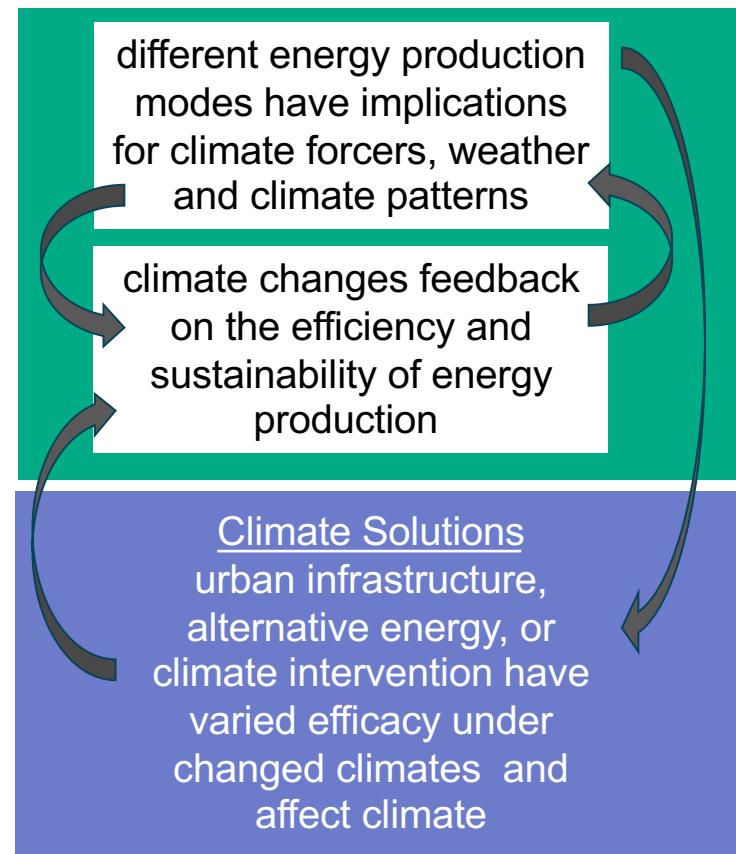 different energy production
modes have implications
for climate forcers, weather
and climate patterns
climate changes feedback
on the efficiency and
sustainability of energy
production
Climate Solutions
urban infrastructure,
alternative energy, or
climate intervention have
varied efficacy under
changed climates  and
affect climate